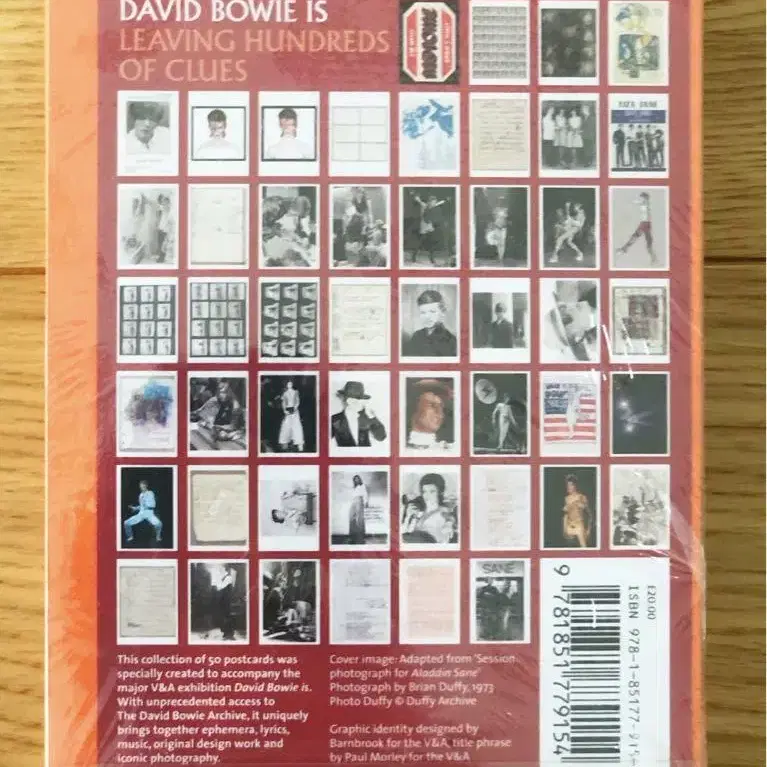 DAVID BOWIE IS
LEAVING HUNDREDS
OF CLUES
SANE
£20.00
ISBN 978-1-85177-915-
9 781851 779154
This collection of 50 postcards was
specially created to accompany the
major V&A exhibition David Bowie is.
With unprecedented access to
The David Bowie Archive, it uniquely
brings together ephemera, lyrics,
music, original design work and
iconic photography.
Cover image: Adapted from 'Session
photograph for Aladdin Sane'
Photograph by Brian Duffy, 1973
Photo Duffy © Duffy Archive
Graphic identity designed by
Barnbrook for the V&A, title phrase
by Paul Morley for the V&A